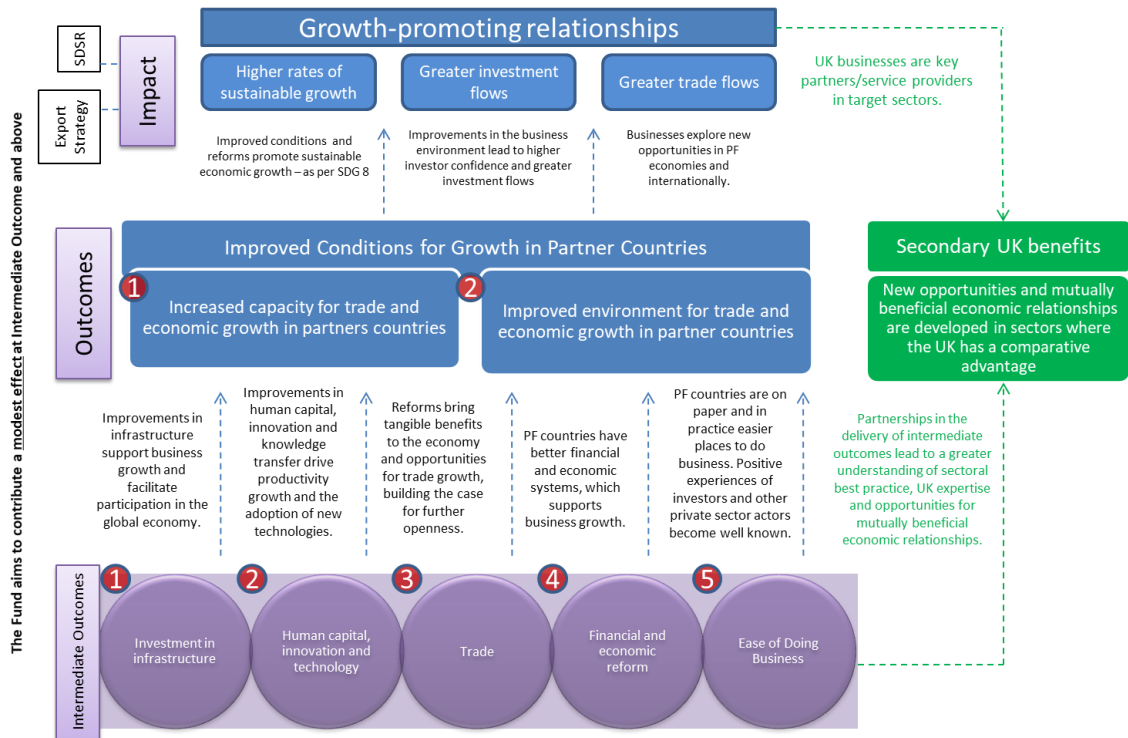 The Fund aims to contribute a modest effect at Intermediate Outcome and above
SDSR
Export
Strategy
Impact
Growth-promoting relationships
Higher rates of
sustainable growth
Greater investment
flows
Greater trade flows
UK businesses are key
partners/service providers
in target sectors.
Improved conditions and
reforms promote sustainable
economic growth – as per SDG 8
Improvements in the business
environment lead to higher
investor confidence and greater
investment flows
Businesses explore new
opportunities in PF
economies and
internationally.
Outcomes
Improved Conditions for Growth in Partner Countries
1
Increased capacity for trade and
economic growth in partners countries
2
Improved environment for trade and
economic growth in partner countries
Secondary UK benefits
New opportunities and mutually
beneficial economic relationships
are developed in sectors where
the UK has a comparative
advantage
Improvements in
infrastructure
support business
growth and
facilitate
participation in the
global economy.
Improvements in
human capital,
innovation and
knowledge
transfer drive
productivity
growth and the
adoption of new
technologies.
Reforms bring
tangible benefits
to the economy
and opportunities
for trade growth,
building the case
for further
openness.
PF countries have
better financial
and economic
systems, which
supports
business growth.
PF countries are on
paper and in
practice easier
places to do
business. Positive
experiences of
investors and other
private sector actors
become well known.
Partnerships in the
delivery of intermediate
outcomes lead to a greater
understanding of sectoral
best practice, UK expertise
and opportunities for
mutually beneficial
economic relationships.
Intermediate Outcomes
1
Investment in
infrastructure
2
Human capital,
innovation and
technology
3
Trade
4
Financial and
economic
reform
5
Ease of Doing
Business